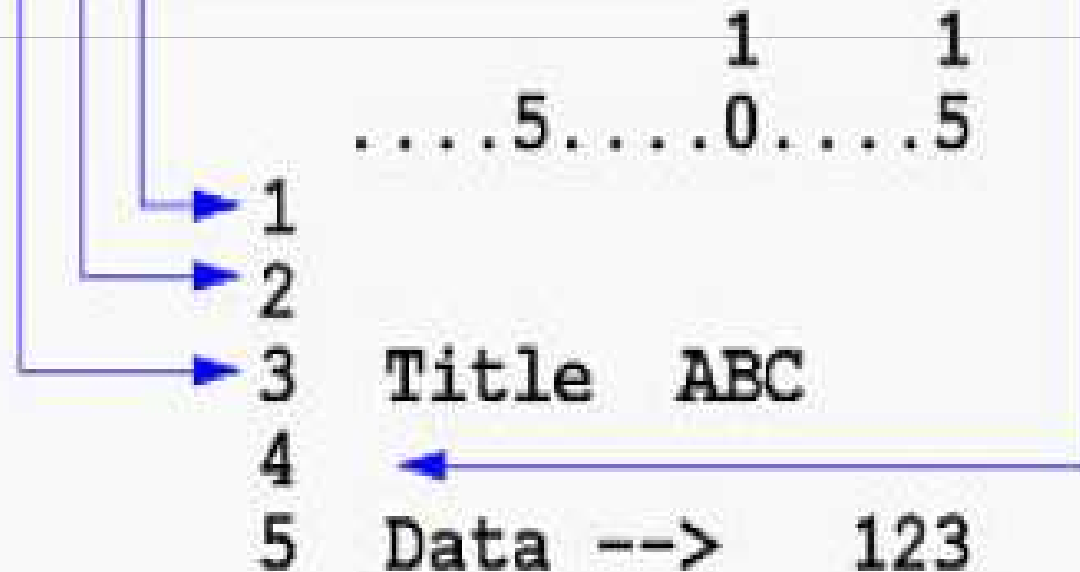 1    1
....5....0....5
1
2
3  Title  ABC
4
5  Data -->   123